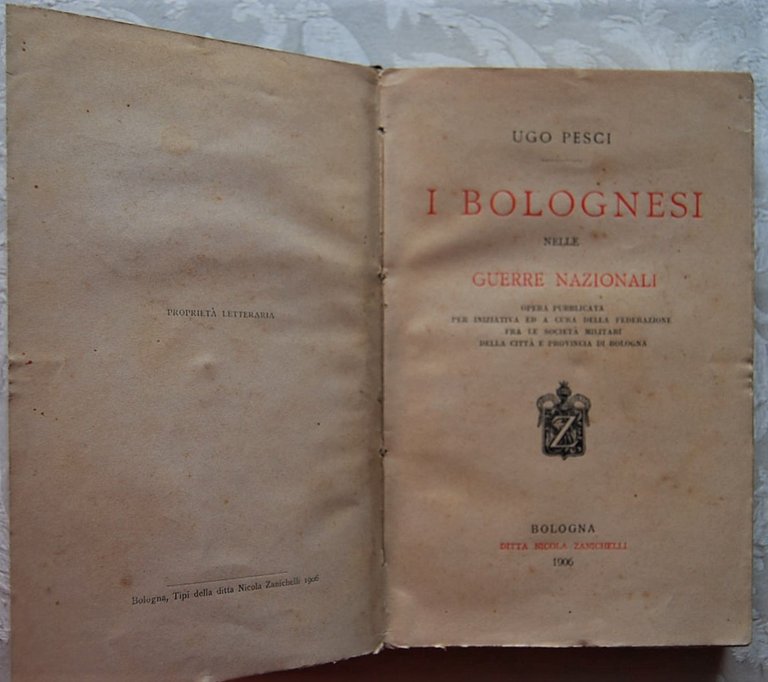 PROPRIETÀ LETTERARIA
Bologna, Tipi della ditta Nicola Zanichelli 1906
UGO PESCI
I BOLOGNESI
NELLE
GUERRE NAZIONALI
OPERA PUBBLICATA
PER INIZIATIVA ED A CURA DELLA FEDERAZIONE
FRA LE SOCIETÀ MILITARI
DELLA CITTÀ E PROVINCIA DI BOLOGNA
Z
BOLOGNA
DITTA NICOLA ZANICHELLI
1906